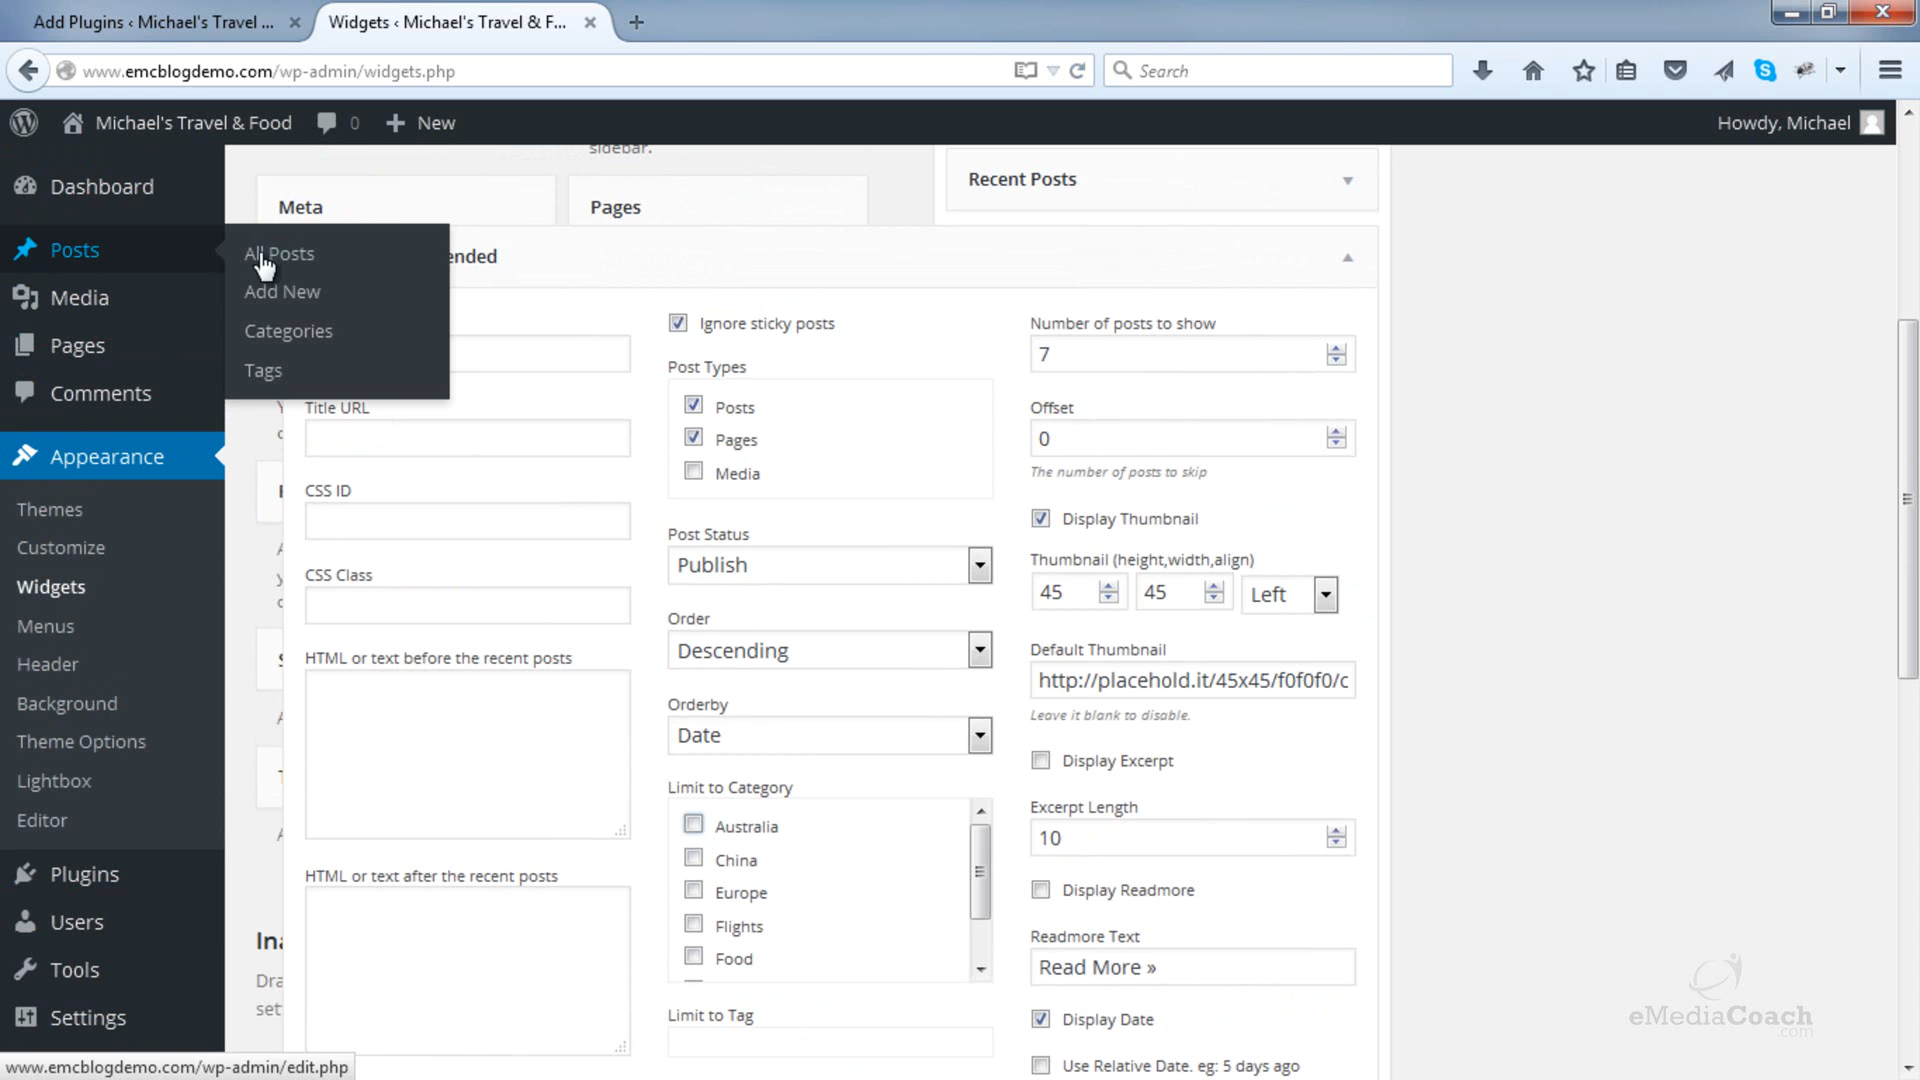 Add Plugins ‹ Michael's Travel ...
Widgets ‹ Michael's Travel & F...
www.emcblogdemo.com/wp-admin/widgets.php
Search
Michael's Travel & Food
0
New
Howdy, Michael
sidebar.
Dashboard
Posts
Media
Pages
Comments
Appearance
Themes
Customize
Widgets
Menus
Header
Background
Theme Options
Lightbox
Editor
Plugins
Users
Tools
Settings
All Posts
Add New
Categories
Tags
Meta
Pages
Recent Posts
ended
Title URL
CSS ID
CSS Class
HTML or text before the recent posts
HTML or text after the recent posts
Ignore sticky posts
Post Types
Posts
Pages
Media
Post Status
Publish
Order
Descending
Orderby
Date
Limit to Category
Australia
China
Europe
Flights
Food
Limit to Tag
Number of posts to show
7
Offset
0
The number of posts to skip
Display Thumbnail
Thumbnail (height,width,align)
45 45 Left
Default Thumbnail
http://placehold.it/45x45/f0f0f0/c
Leave it blank to disable.
Display Excerpt
Excerpt Length
10
Display Readmore
Readmore Text
Read More »
Display Date
Use Relative Date. eg: 5 days ago
Ina
Dra
set
eMediaCoach
.com
www.emcblogdemo.com/wp-admin/edit.php